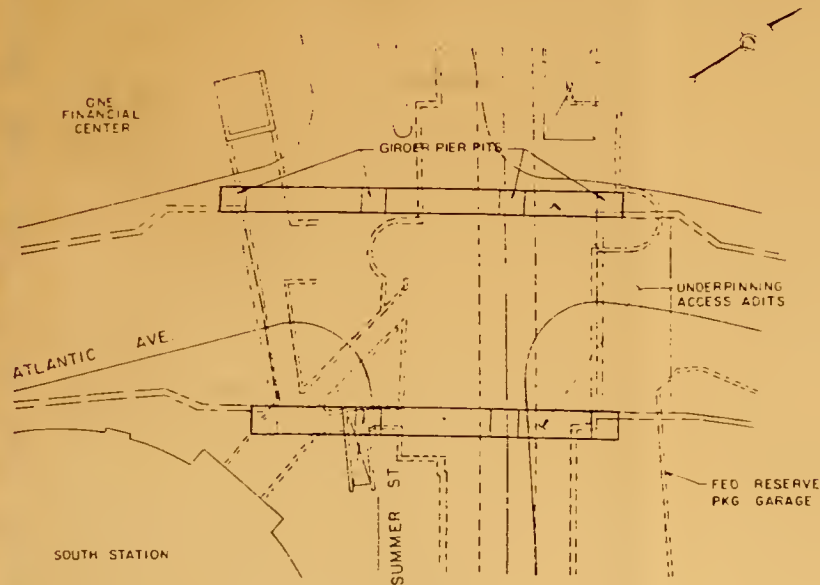 ONE
FINANCIAL
CENTER
GIRDER PIER PITS
UNDERPINNING
ACCESS ADITS
ATLANTIC AVE.
FED RESERVE
PKG GARAGE
SUMMER ST
SOUTH STATION